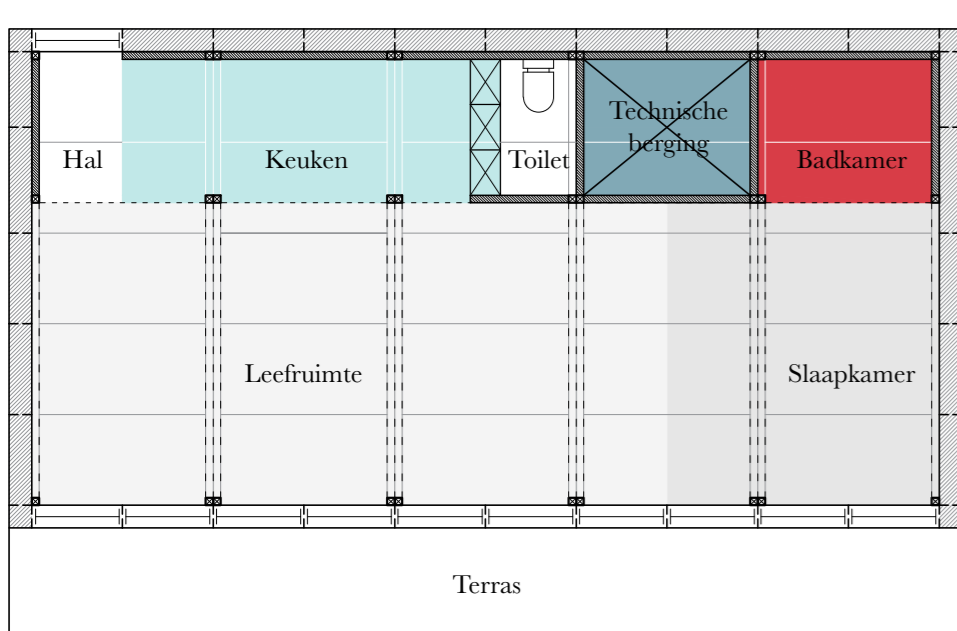 Hal
Keuken
Toilet
Technische
berging
Badkamer
Leefruimte
Slaapkamer
Terras